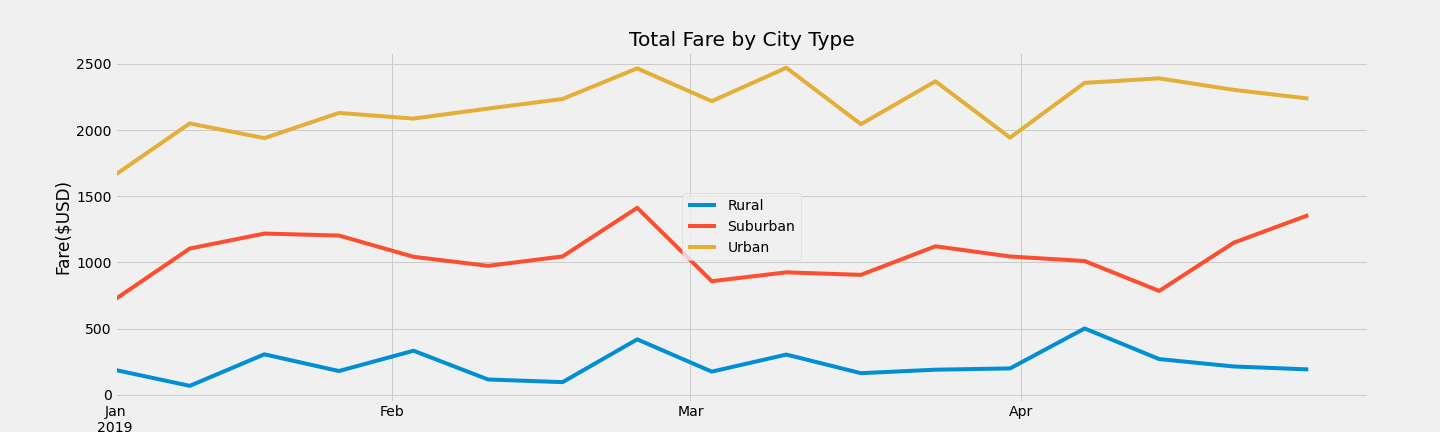 Total Fare by City Type
Fare($USD)
2500
2000
1500
1000
500
0
Rural
Suburban
Urban
Jan Feb Mar Apr
2019